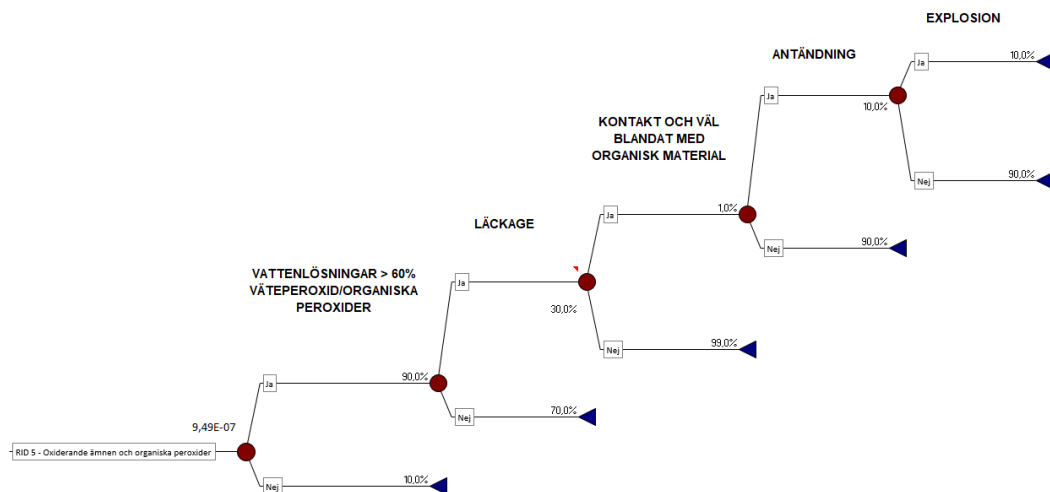 EXPLOSION
10,0%
Ja
ANTÄNDNING
Ja
10,0%
KONTAKT OCH VÄL
BLANDAT MED
ORGANISK MATERIAL
90,0%
Nej
LÄCKAGE
Ja
1,0%
Nej
90,0%
VATTENLÖSNINGAR > 60%
VÄTEPEROXID/ORGANISKA
PEROXIDER
Ja
30,0%
Nej
99,0%
Ja
90,0%
Nej
70,0%
9,49E-07
RID 5 - Oxiderande ämnen och organiska peroxider
Nej
10,0%